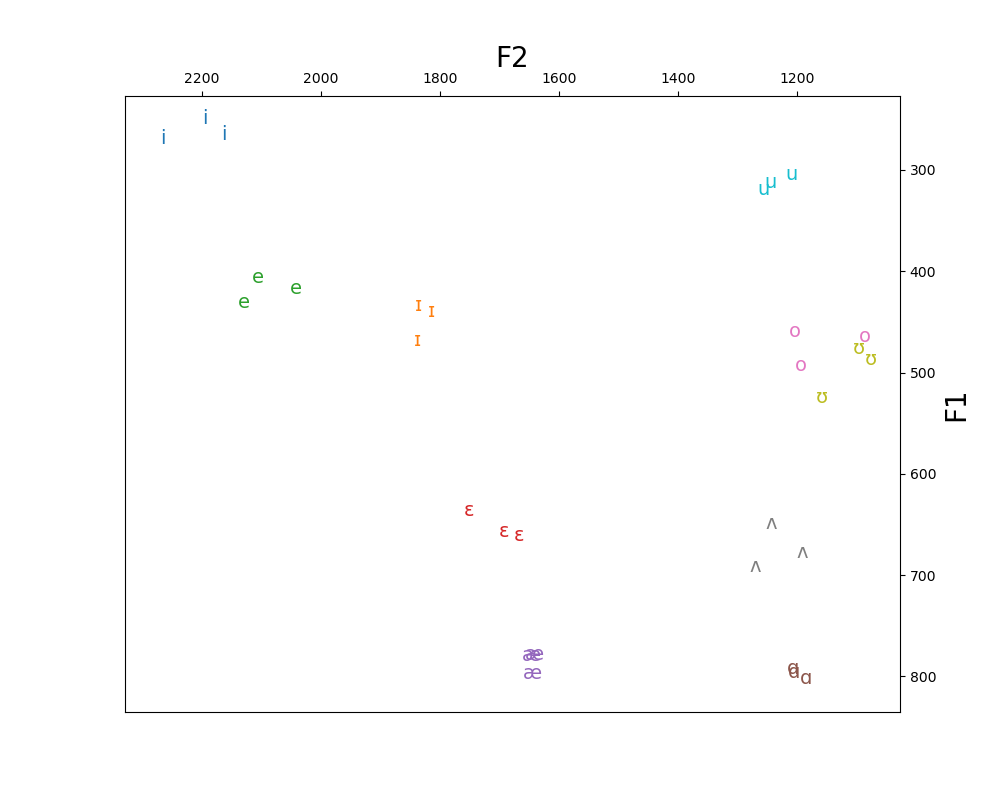 F2
2200 2000 1800 1600 1400 1200
i
i i
300
u
u
u
400
e
e
e
ɪ
ɪ
o
ɪ o
ʊ
ʊ
o
500
ʊ
F1
600
ɛ
ʌ
ɛ
ɛ
ʌ
ʌ
700
æ æ
ɑ
æ ɑ
ɑ
800